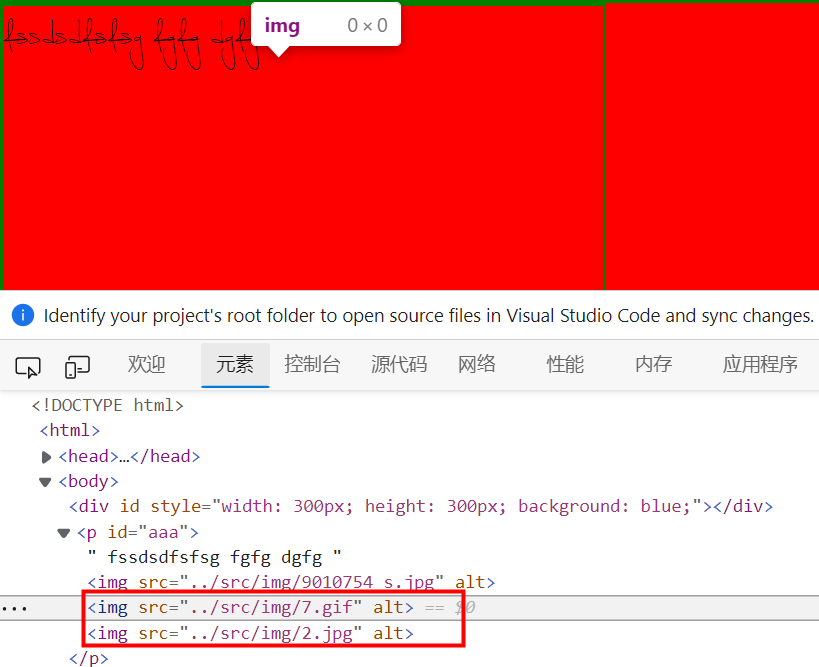 fssdsdfsfsg fgfg dgfg
img 0 × 0
Identify your project's root folder to open source files in Visual Studio Code and sync changes.
欢迎 元素 控制台 源代码 网络 性能 内存 应用程序
<!DOCTYPE html>
<html>
<head>…</head>
<body>
<div id style="width: 300px; height: 300px; background: blue;"></div>
<p id="aaa">
" fssdsdfsfsg fgfg dgfg "
<img src="../src/img/9010754_s.jpg" alt>
... <img src="../src/img/7.gif" alt> == $0
<img src="../src/img/2.jpg" alt>
</p>